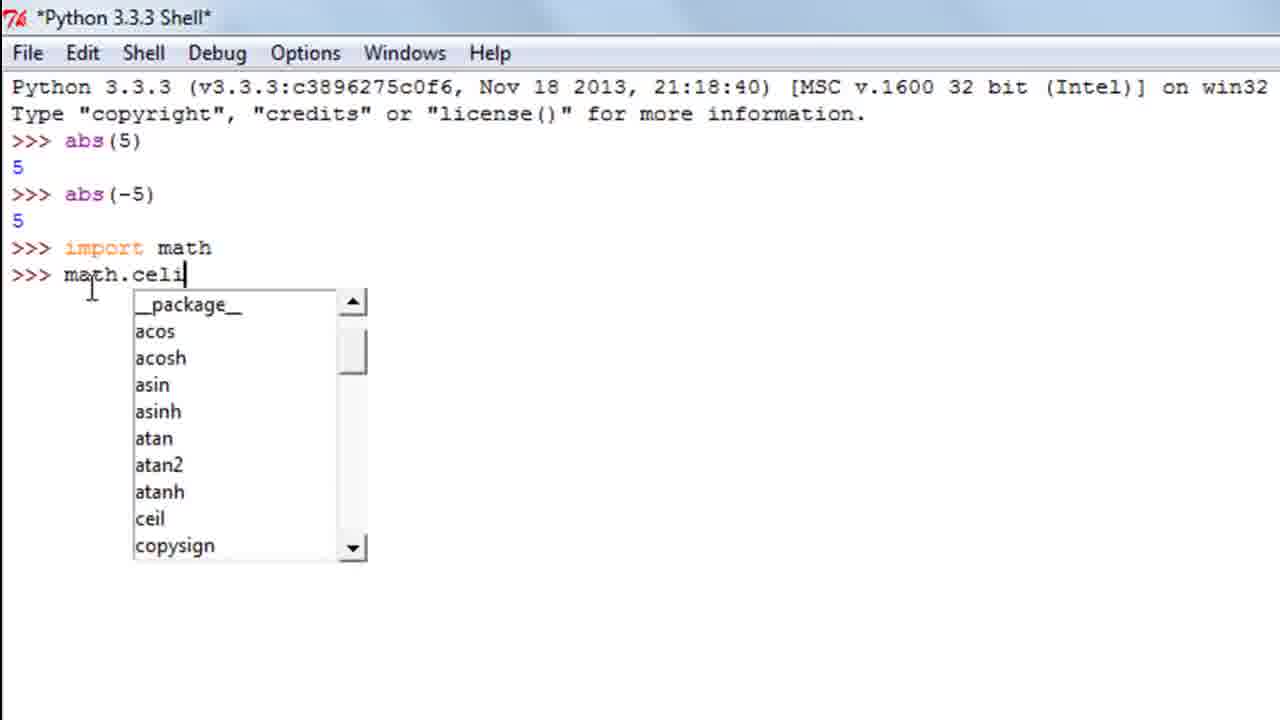 *Python 3.3.3 Shell*
File Edit Shell Debug Options Windows Help
Python 3.3.3 (v3.3.3:c3896275c0f6, Nov 18 2013, 21:18:40) [MSC v.1600 32 bit (Intel)] on win32
Type "copyright", "credits" or "license()" for more information.
>>> abs(5)
5
>>> abs(-5)
5
>>> import math
>>> math.celi
__package__
acos
acosh
asin
asinh
atan
atan2
atanh
ceil
copysign